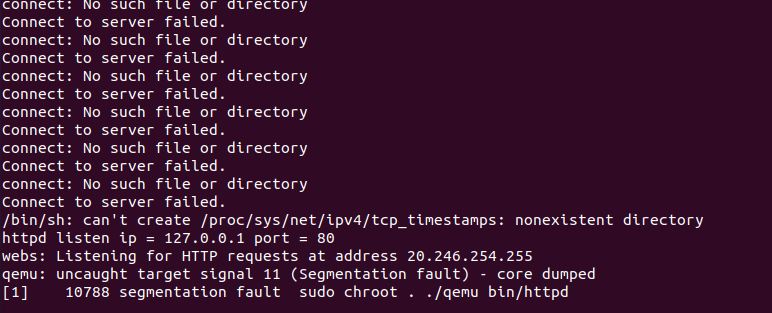 connect: No such file or directory
Connect to server failed.
connect: No such file or directory
Connect to server failed.
connect: No such file or directory
Connect to server failed.
connect: No such file or directory
Connect to server failed.
connect: No such file or directory
Connect to server failed.
connect: No such file or directory
Connect to server failed.
/bin/sh: can't create /proc/sys/net/ipv4/tcp_timestamps: nonexistent directory
httpd listen ip = 127.0.0.1 port = 80
webs: Listening for HTTP requests at address 20.246.254.255
qemu: uncaught target signal 11 (Segmentation fault) - core dumped
[1]    10788 segmentation fault  sudo chroot . ./qemu bin/httpd